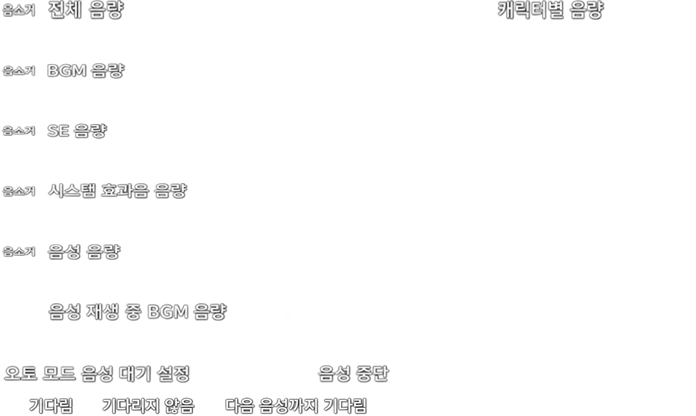 음소거 전체 음량 캐릭터별 음량
음소거 BGM 음량
음소거 SE 음량
음소거 시스템 효과음 음량
음소거 음성 음량
음성 재생 중 BGM 음량
오토 모드 음성 대기 설정 음성 중단
기다림 기다리지 않음 다음 음성까지 기다림